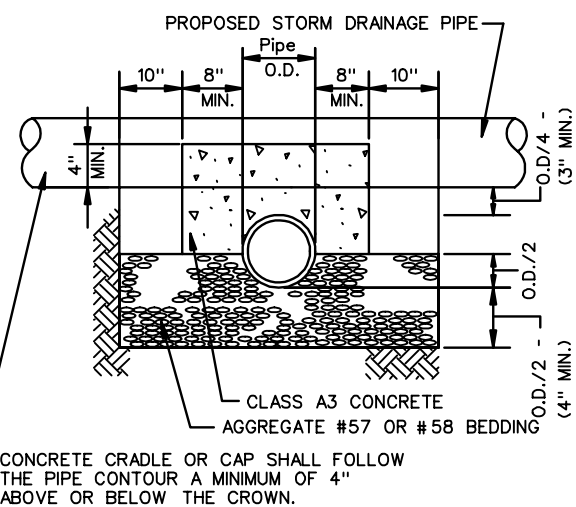 PROPOSED STORM DRAINAGE PIPE
Pipe
O.D.
10"
8"
MIN.
8"
MIN.
10"
4"
MIN.
O.D/4 -
(3" MIN.)
O.D./2
O.D./2 -
(4" MIN.)
CLASS A3 CONCRETE
AGGREGATE #57 OR #58 BEDDING
CONCRETE CRADLE OR CAP SHALL FOLLOW
THE PIPE CONTOUR A MINIMUM OF 4"
ABOVE OR BELOW THE CROWN.